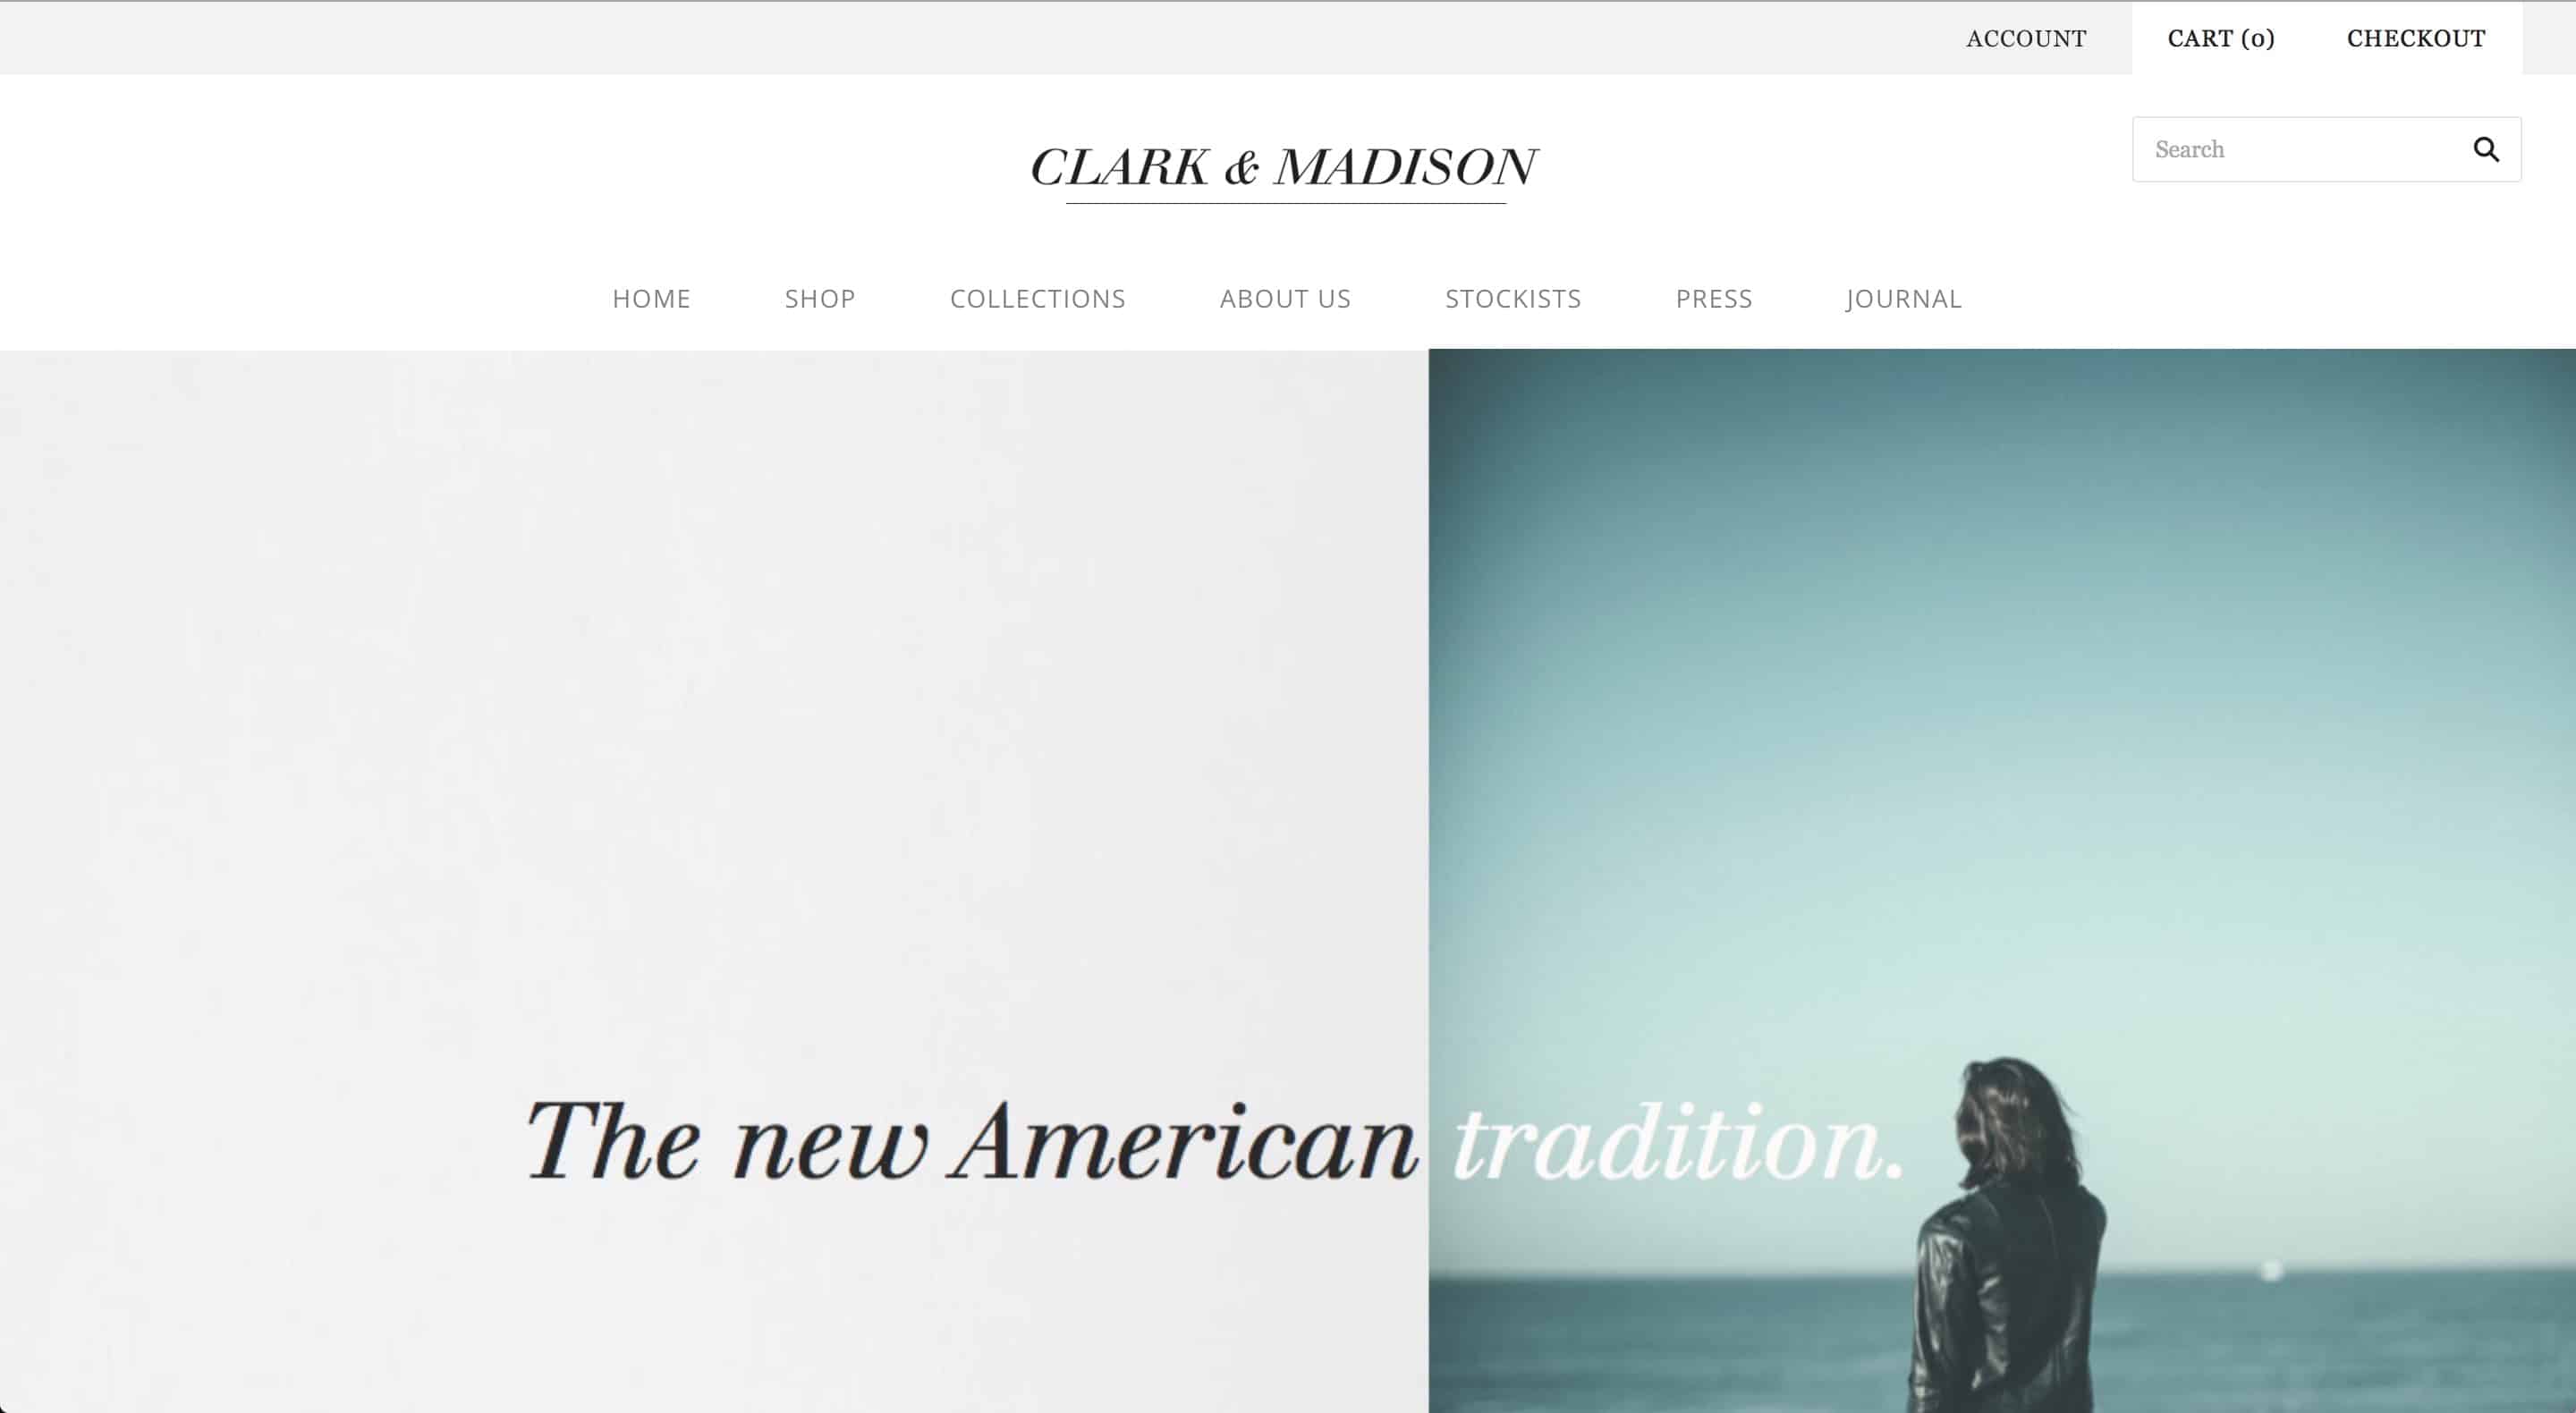 ACCOUNT CART (0) CHECKOUT
Search
CLARK & MADISON
HOME SHOP COLLECTIONS ABOUT US STOCKISTS PRESS JOURNAL
The new American tradition.